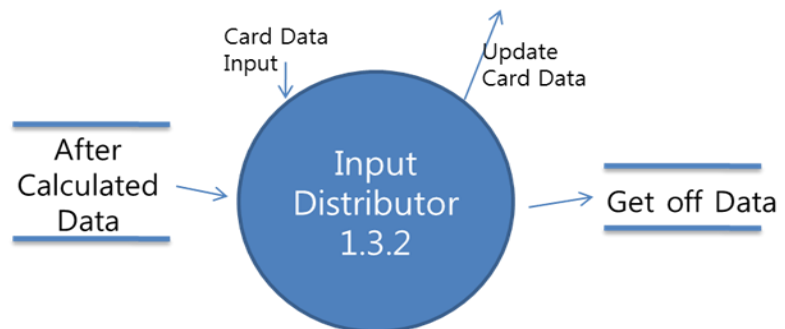 Card Data
Input
Update
Card Data
After
Calculated
Data
Input
Distributor
1.3.2
Get off Data